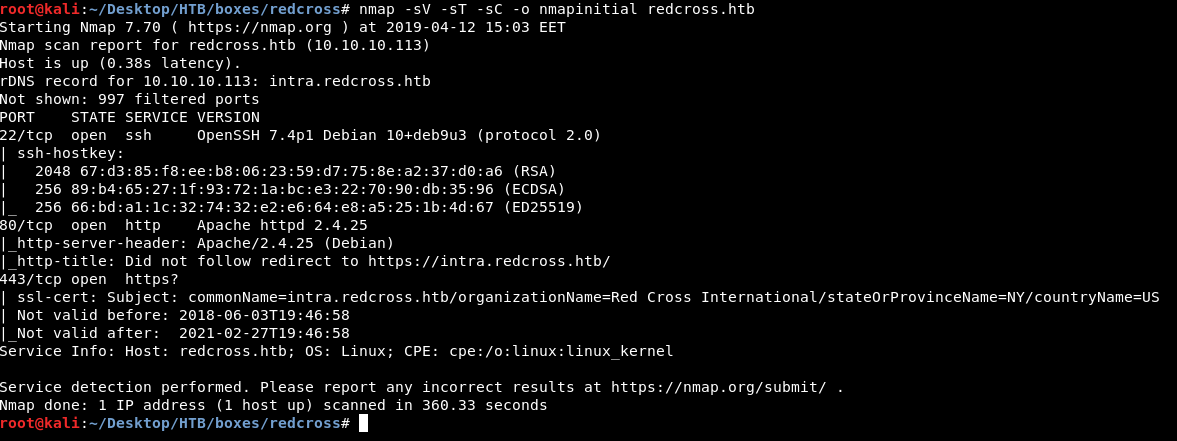 root@kali:~/Desktop/HTB/boxes/redcross# nmap -sV -sT -sC -o nmapinitial redcross.htb
Starting Nmap 7.70 ( https://nmap.org ) at 2019-04-12 15:03 EET
Nmap scan report for redcross.htb (10.10.10.113)
Host is up (0.38s latency).
rDNS record for 10.10.10.113: intra.redcross.htb
Not shown: 997 filtered ports
PORT    STATE SERVICE VERSION
22/tcp  open  ssh     OpenSSH 7.4p1 Debian 10+deb9u3 (protocol 2.0)
| ssh-hostkey:
|   2048 67:d3:85:f8:ee:b8:06:23:59:d7:75:8e:a2:37:d0:a6 (RSA)
|   256 89:b4:65:27:1f:93:72:1a:bc:e3:22:70:90:db:35:96 (ECDSA)
|_  256 66:bd:a1:1c:32:74:32:e2:e6:64:e8:a5:25:1b:4d:67 (ED25519)
80/tcp  open  http    Apache httpd 2.4.25
|_http-server-header: Apache/2.4.25 (Debian)
|_http-title: Did not follow redirect to https://intra.redcross.htb/
443/tcp open  https?
| ssl-cert: Subject: commonName=intra.redcross.htb/organizationName=Red Cross International/stateOrProvinceName=NY/countryName=US
| Not valid before: 2018-06-03T19:46:58
|_Not valid after:  2021-02-27T19:46:58
Service Info: Host: redcross.htb; OS: Linux; CPE: cpe:/o:linux:linux_kernel
Service detection performed. Please report any incorrect results at https://nmap.org/submit/ .
Nmap done: 1 IP address (1 host up) scanned in 360.33 seconds
root@kali:~/Desktop/HTB/boxes/redcross#